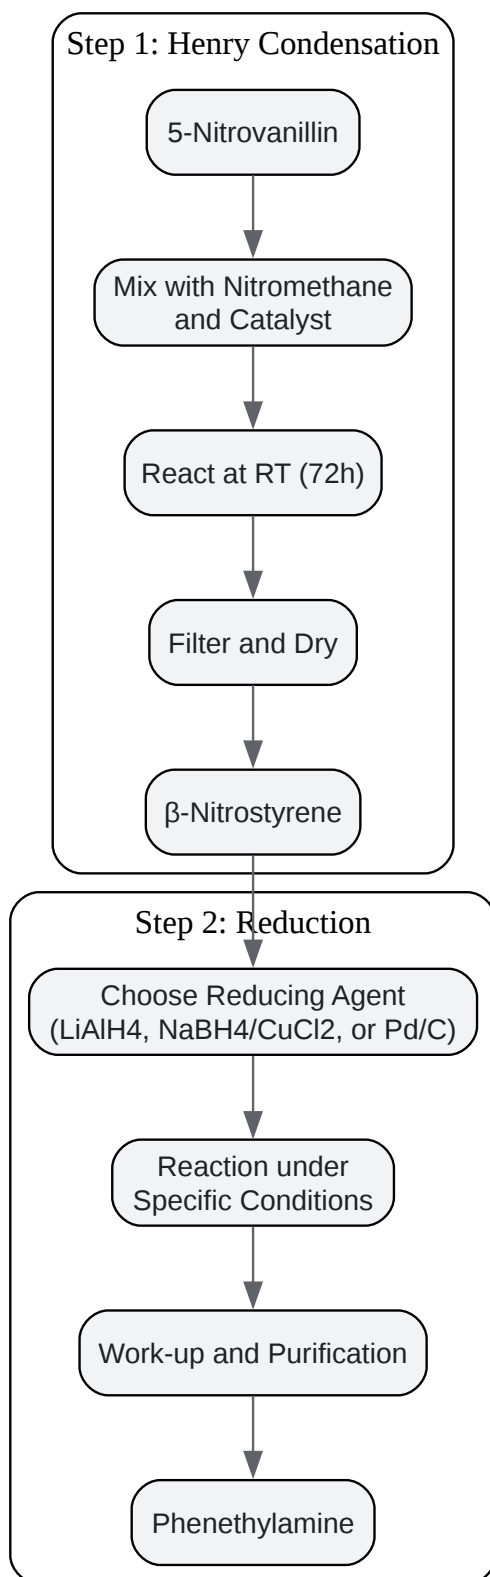 Step 1: Henry Condensation
5-Nitrovanillin
Mix with Nitromethane
and Catalyst
React at RT (72h)
Filter and Dry
β-Nitrostyrene
Step 2: Reduction
Choose Reducing Agent
(LiAlH4, NaBH4/CuCl2, or Pd/C)
Reaction under
Specific Conditions
Work-up and Purification
Phenethylamine